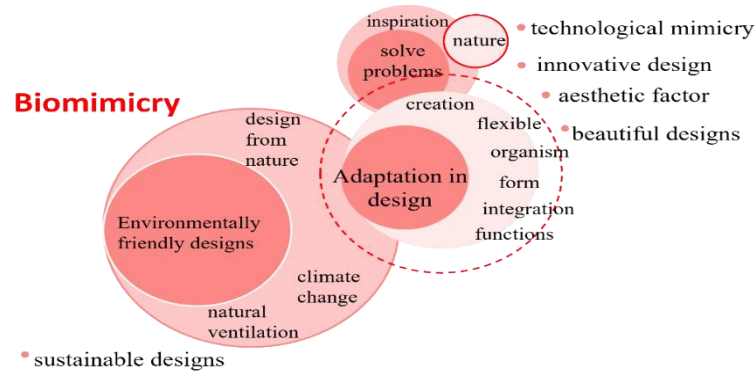 inspiration
nature
solve
problems
• technological mimicry
• innovative design
• aesthetic factor
• beautiful designs
Biomimicry
design
from
nature
creation
flexible
organism
form
integration
functions
Adaptation in
design
Environmentally
friendly designs
climate
change
natural
ventilation
• sustainable designs